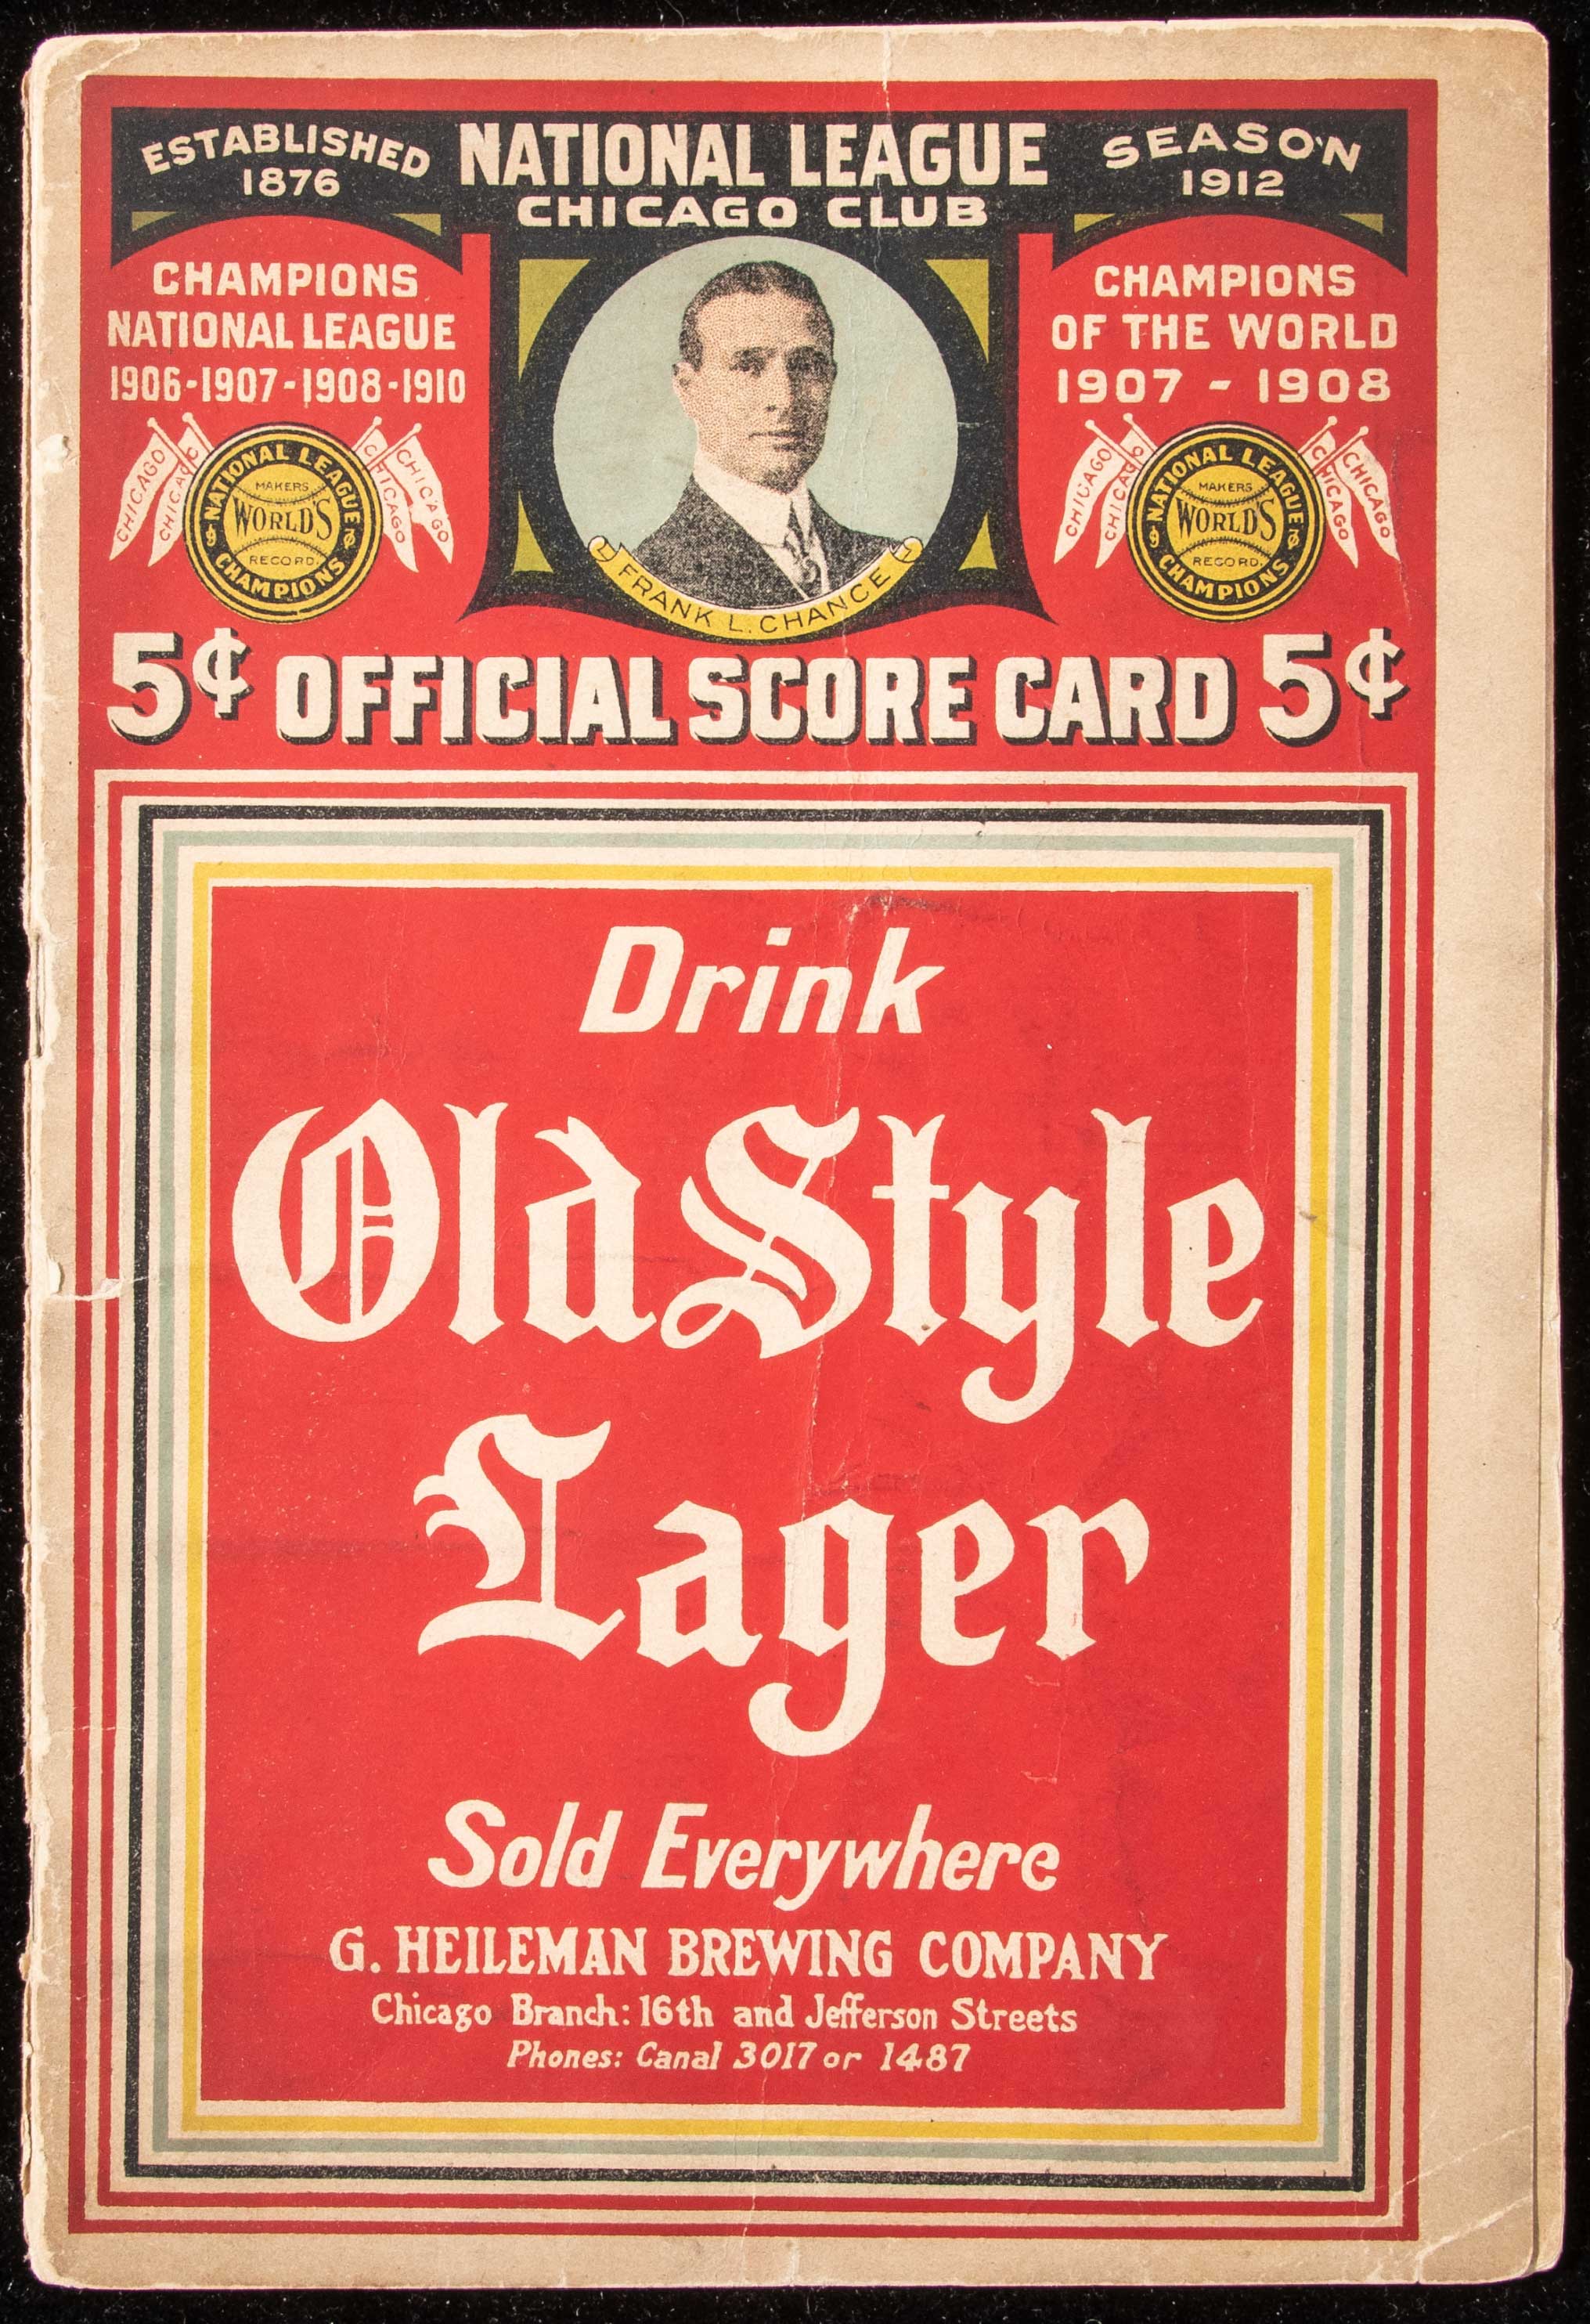 ESTABLISHED
1876
NATIONAL LEAGUE
CHICAGO CLUB
SEASON
1912
CHAMPIONS
NATIONAL LEAGUE
1906-1907-1908-1910
CHAMPIONS
OF THE WORLD
1907 - 1908
CHICAGO
CHICAGO
NATIONAL LEAGUE
MAKERS
WORLD'S
RECORD.
CHAMPIONS
CHICAGO
CHICAGO
FRANK L. CHANCE
CHICAGO
CHICAGO
NATIONAL LEAGUE
MAKERS
WORLD'S
RECORD.
CHAMPIONS
CHICAGO
CHICAGO
5¢ OFFICIAL SCORE CARD 5¢
Drink
Old Style
Lager
Sold Everywhere
G. HEILEMAN BREWING COMPANY
Chicago Branch: 16th and Jefferson Streets
Phones: Canal 3017 or 1487